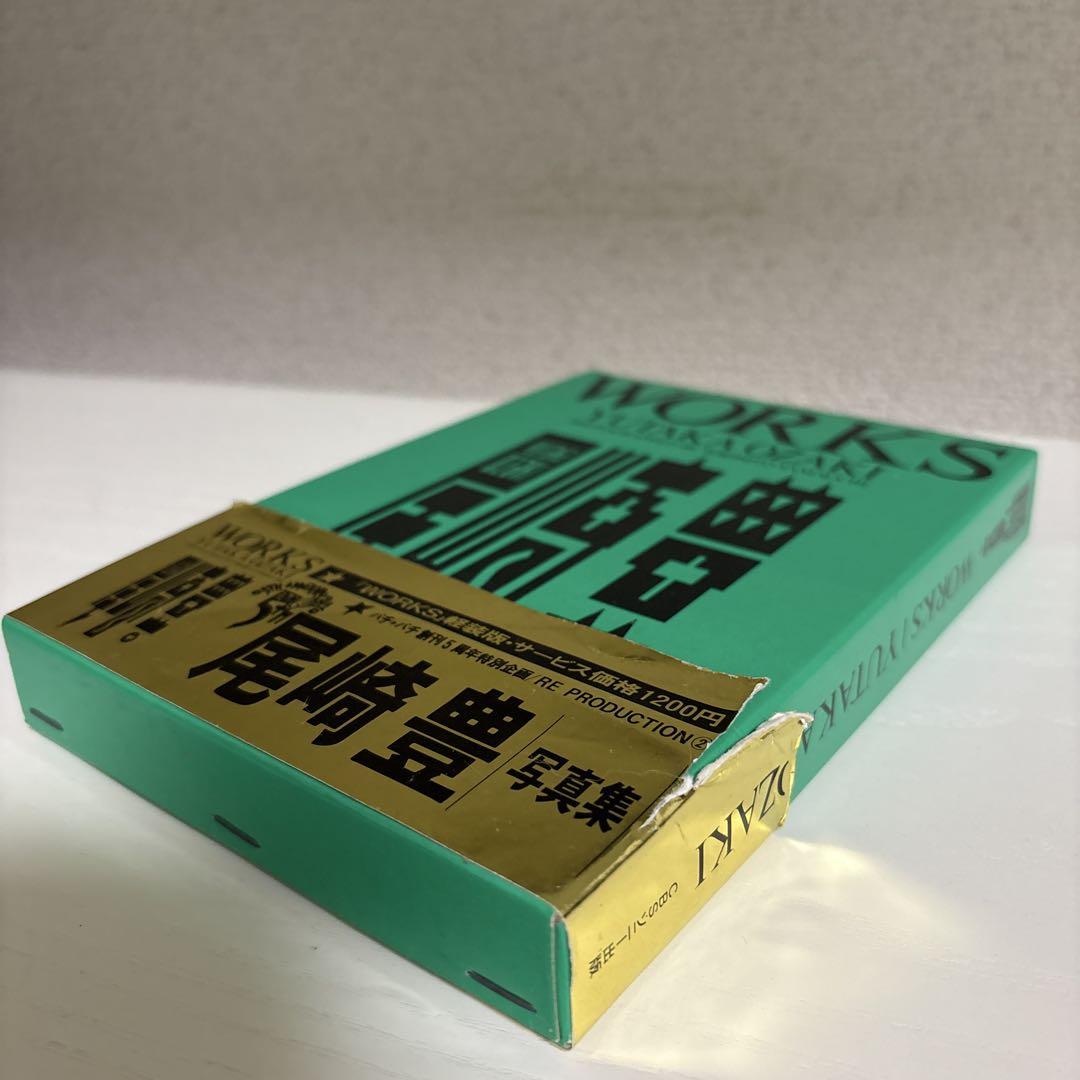 WORKS
YUTAKA OZAKI
WORKS
『WORKS』軽装版・サービス価格1200円
★パチ・パチ 創刊5周年特別企画/RE PRODUCTION②
尾崎豊
写真集
WORKS/YUTAKA OZAKI
CBSソニー出版